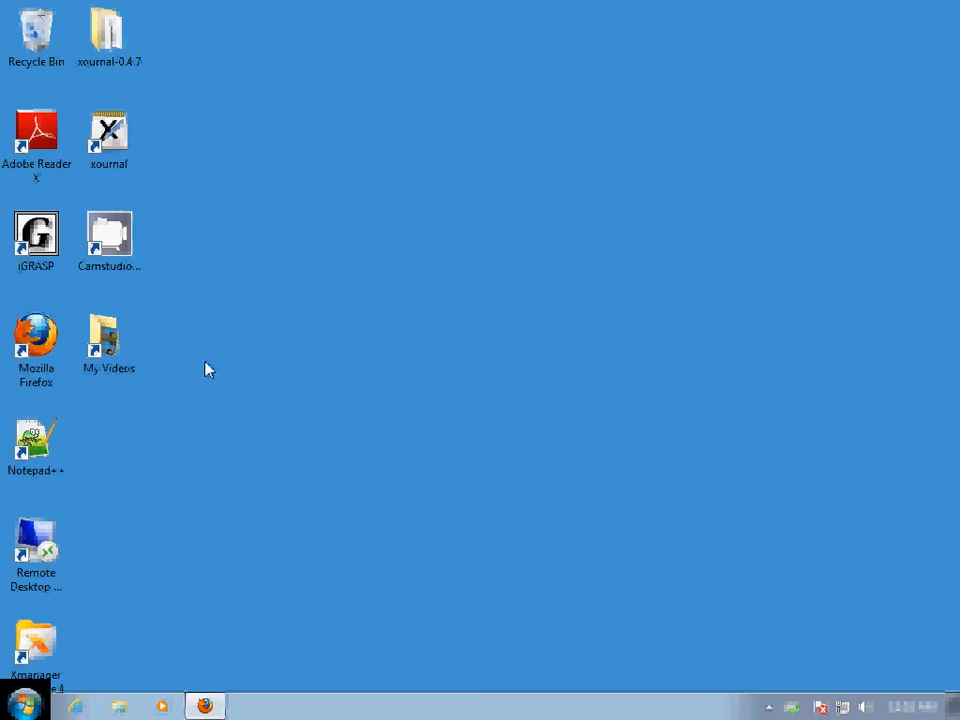 Recycle Bin
xournal-0.4.7
Adobe Reader
X
xournal
jGRASP
Camstudio...
Mozilla
Firefox
My Videos
Notepad++
Remote
Desktop ...
Xmanager